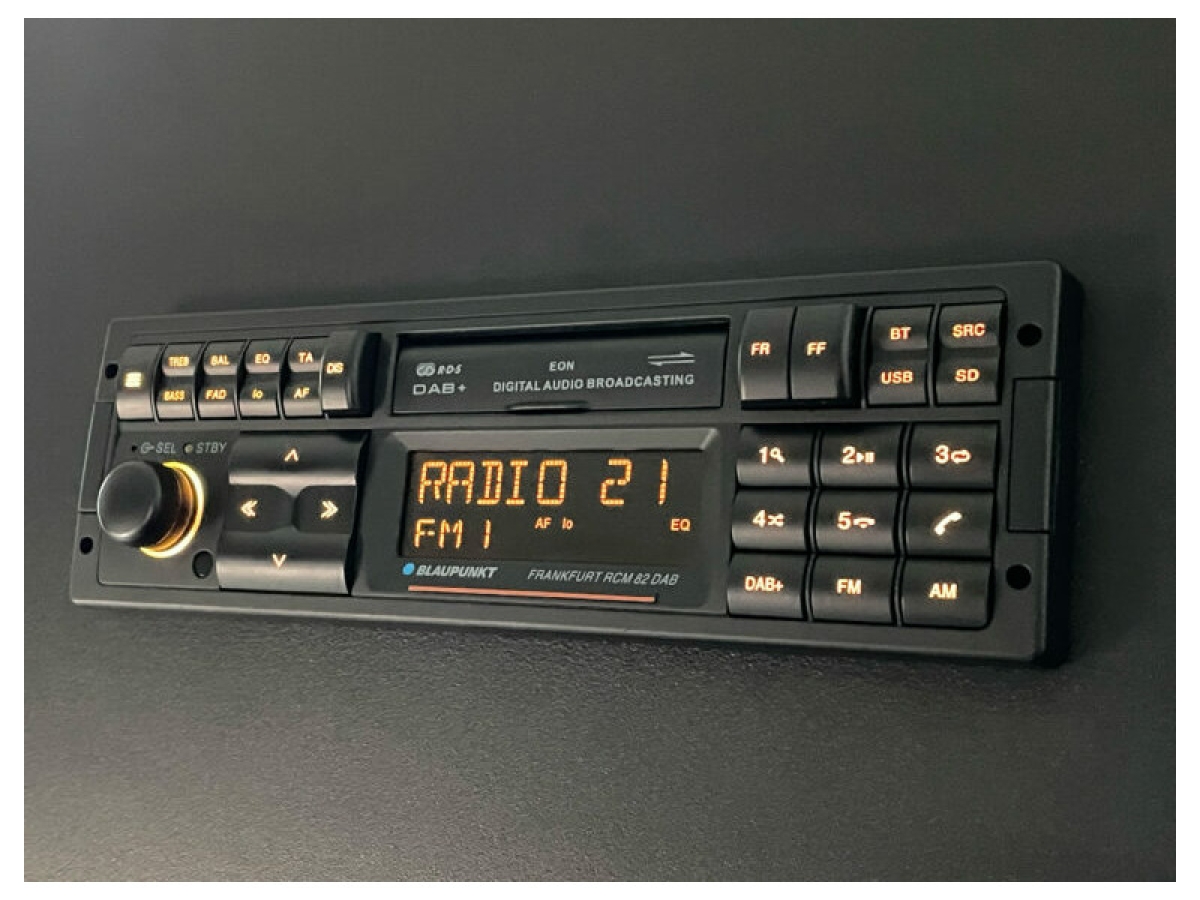 TREB BAL EQ TA DIS
BASS FAD lo AF
RDS EON
DAB+ DIGITAL AUDIO BROADCASTING
FR FF
BT SRC
USB SD
SEL STBY
RADIO 21
FM 1 AF lo EQ
BLAUPUNKT FRANKFURT RCM 82 DAB
1 2 3
4 5
DAB+ FM AM